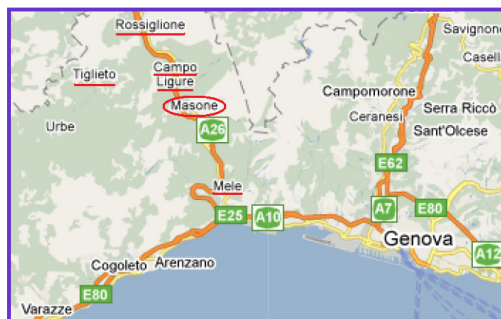 Rossiglione
Savignone
Casella
Tiglieto
Campo
Ligure
Masone
Campomorone
Ceranesi
Serra Riccò
Sant'Olcese
Urbe
A26
E62
Mele
E25
A10
A7
E80
Genova
A12
Cogoleto
Arenzano
E80
Varazze